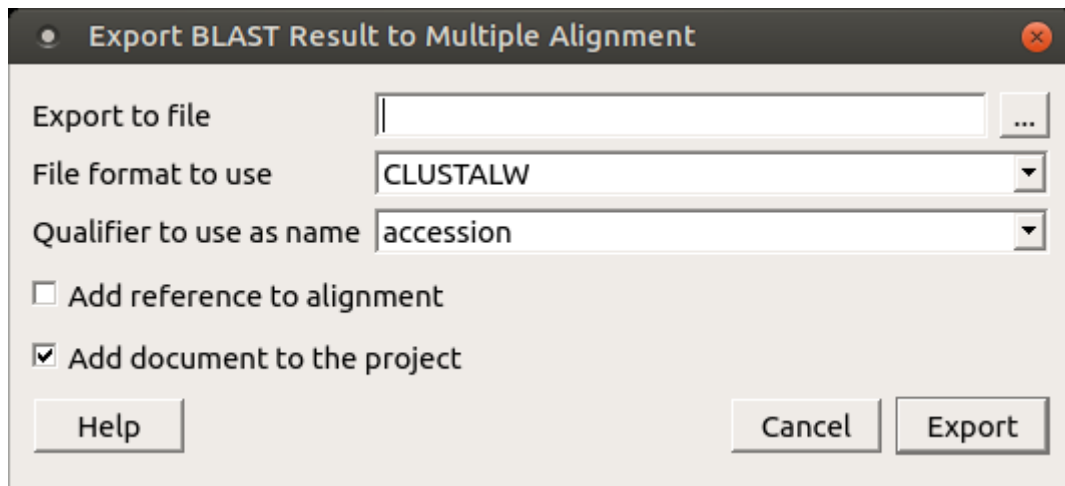 Export BLAST Result to Multiple Alignment
Export to file
...
File format to use CLUSTALW
Qualifier to use as name accession
Add reference to alignment
Add document to the project
Help Cancel Export